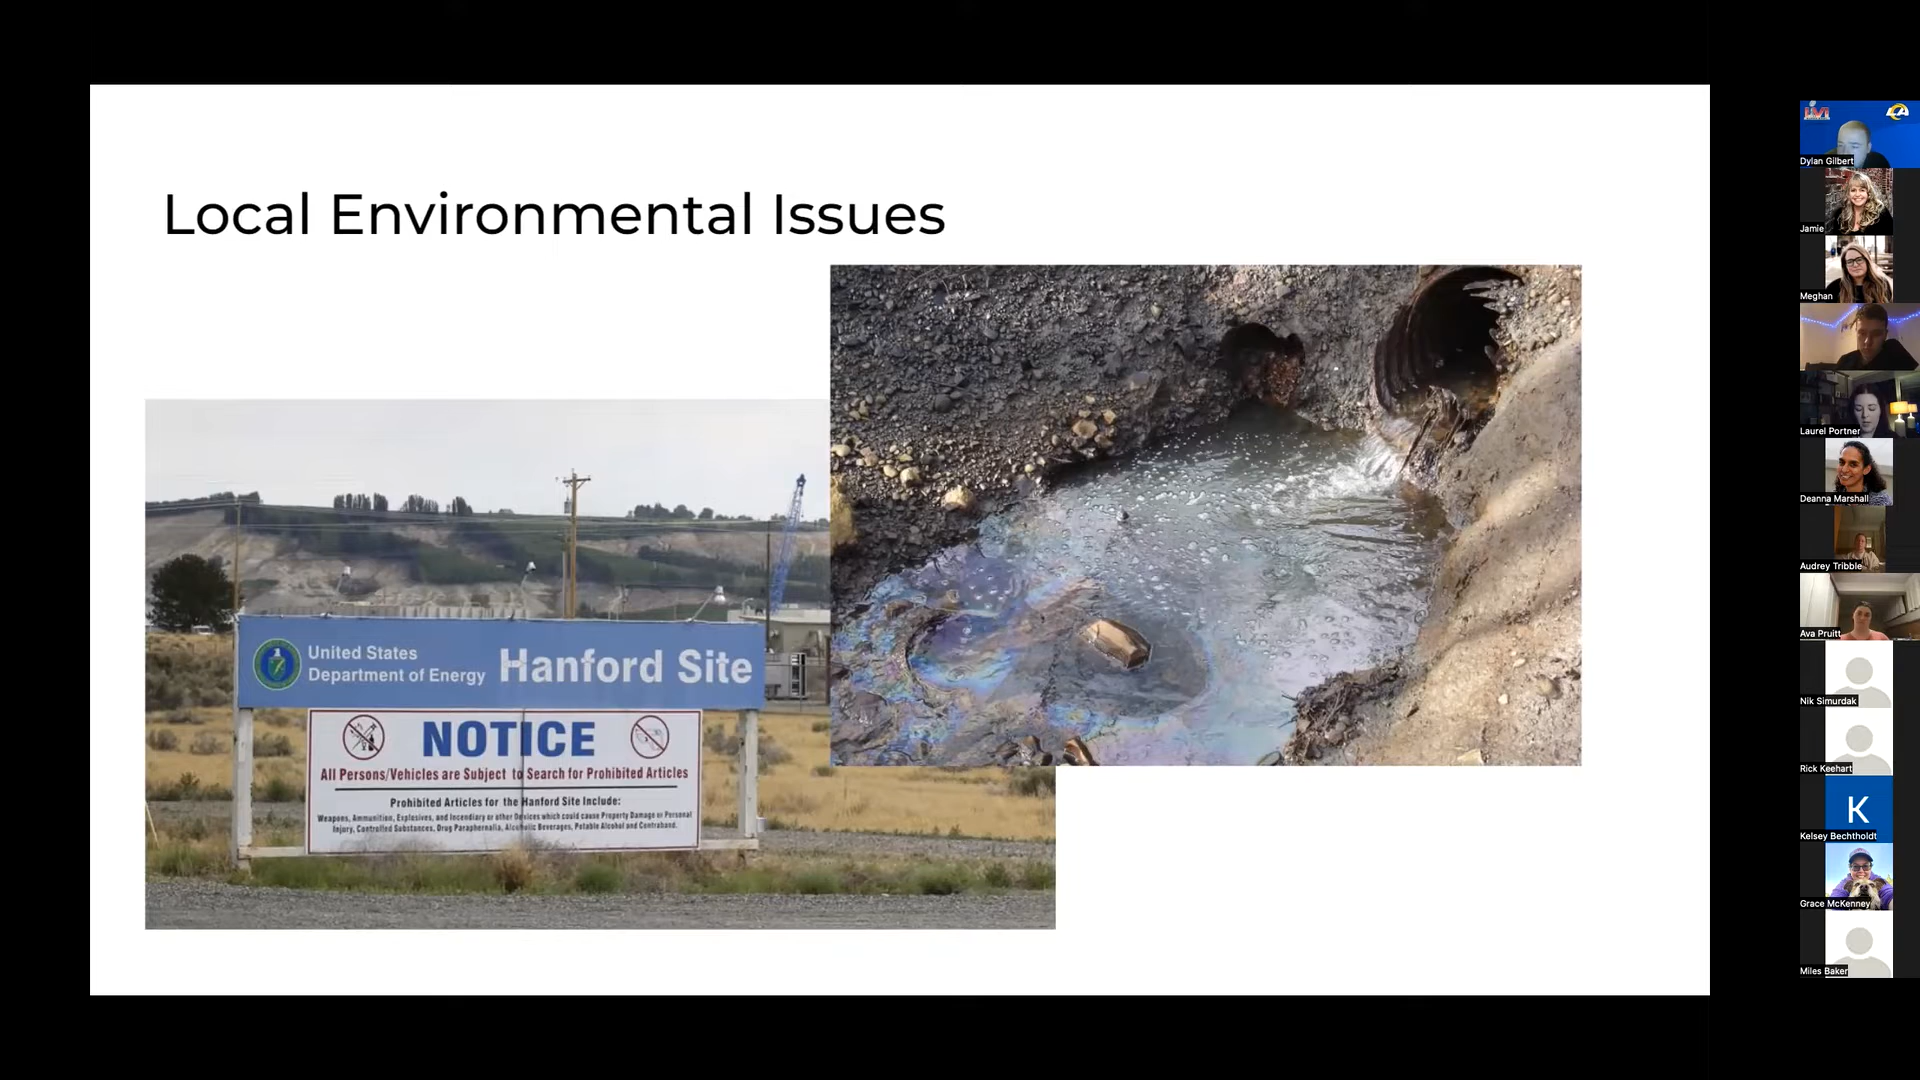 Local Environmental Issues
United States
Department of Energy
Hanford Site
NOTICE
All Persons/Vehicles are Subject to Search for Prohibited Articles
Prohibited Articles for the Hanford Site Include:
Weapons, Ammunition, Explosives, and Incendiary or other Devices which could cause Property Damage or Personal
Injury, Controlled Substances, Drug Paraphernalia, Alcoholic Beverages, Potable Alcohol and Contraband.
LVI
LA
Dylan Gilbert
Jamie
Meghan
Laurel Portner
Deanna Marshall
Audrey Tribble
Ava Pruitt
Nik Simurdak
Rick Keehart
K
Kelsey Bechtholdt
Grace McKenney
Miles Baker